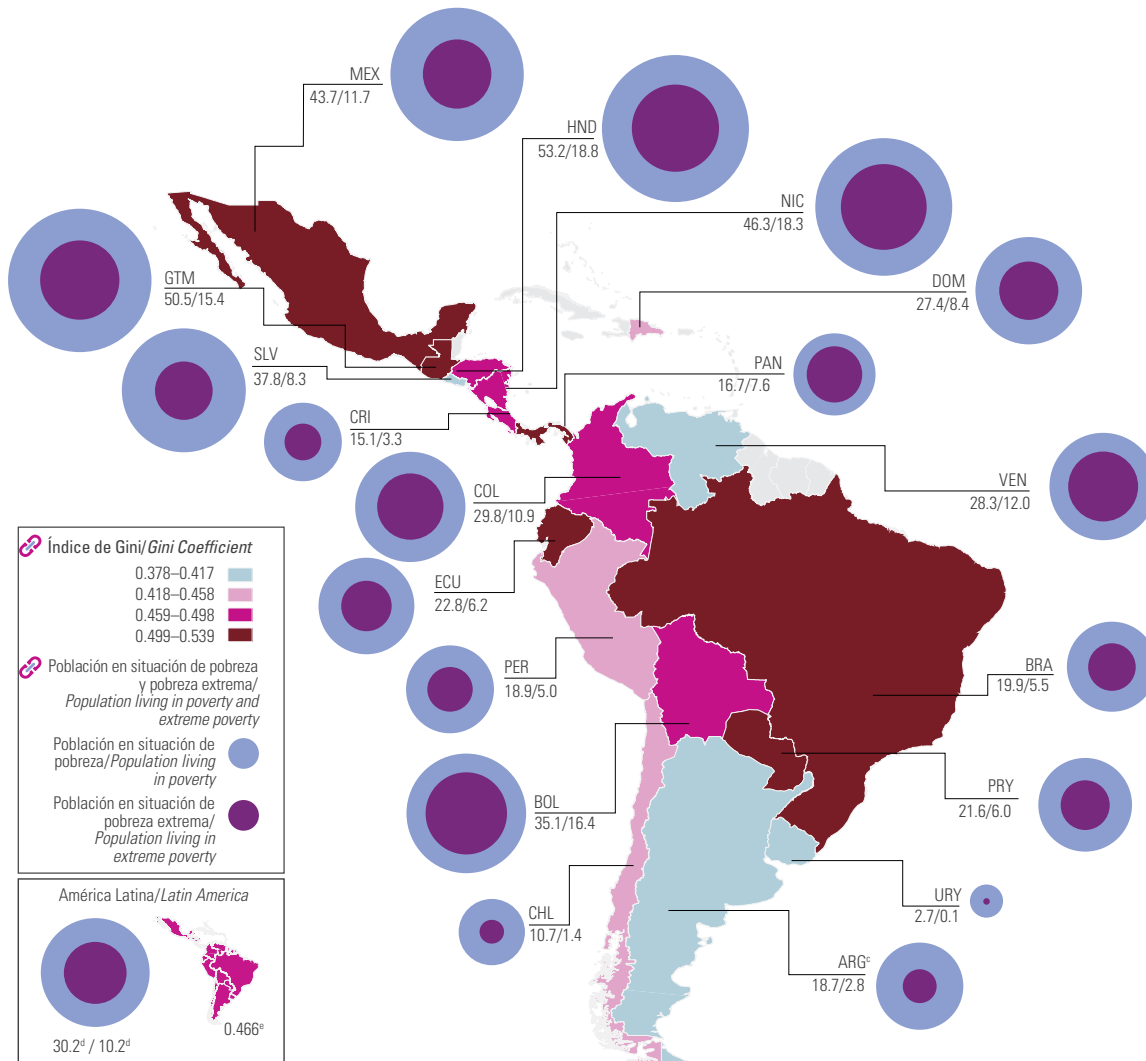 MEX
43.7/11.7
HND
53.2/18.8
NIC
46.3/18.3
GTM
50.5/15.4
DOM
27.4/8.4
SLV
37.8/8.3
PAN
16.7/7.6
CRI
15.1/3.3
COL
29.8/10.9
VEN
28.3/12.0
ECU
22.8/6.2
PER
18.9/5.0
BRA
19.9/5.5
BOL
35.1/16.4
PRY
21.6/6.0
CHL
10.7/1.4
URY
2.7/0.1
ARGᶜ
18.7/2.8
Índice de Gini/Gini Coefficient
0.378–0.417
0.418–0.458
0.459–0.498
0.499–0.539
Población en situación de pobreza
y pobreza extrema/
Population living in poverty and
extreme poverty
Población en situación de
pobreza/Population living
in poverty
Población en situación de
pobreza extrema/
Population living in
extreme poverty
América Latina/Latin America
0.466ᵉ
30.2ᵈ / 10.2ᵈ